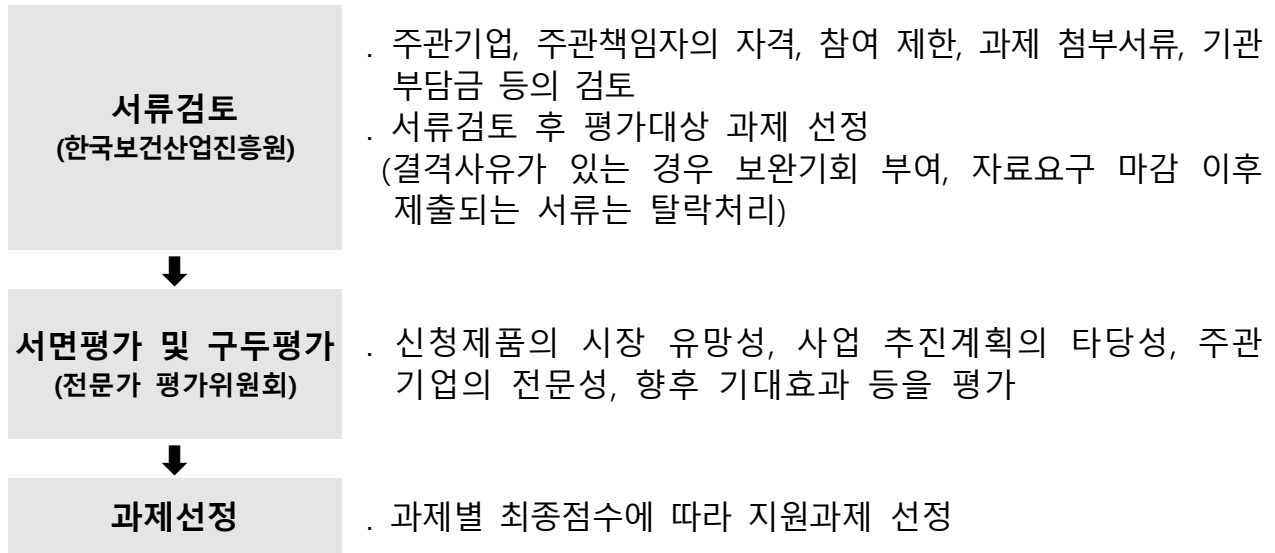 서류검토
(한국보건산업진흥원)
. 주관기업, 주관책임자의 자격, 참여 제한, 과제 첨부서류, 기관
부담금 등의 검토
. 서류검토 후 평가대상 과제 선정
(결격사유가 있는 경우 보완기회 부여, 자료요구 마감 이후
제출되는 서류는 탈락처리)
서면평가 및 구두평가
(전문가 평가위원회)
. 신청제품의 시장 유망성, 사업 추진계획의 타당성, 주관
기업의 전문성, 향후 기대효과 등을 평가
과제선정
. 과제별 최종점수에 따라 지원과제 선정